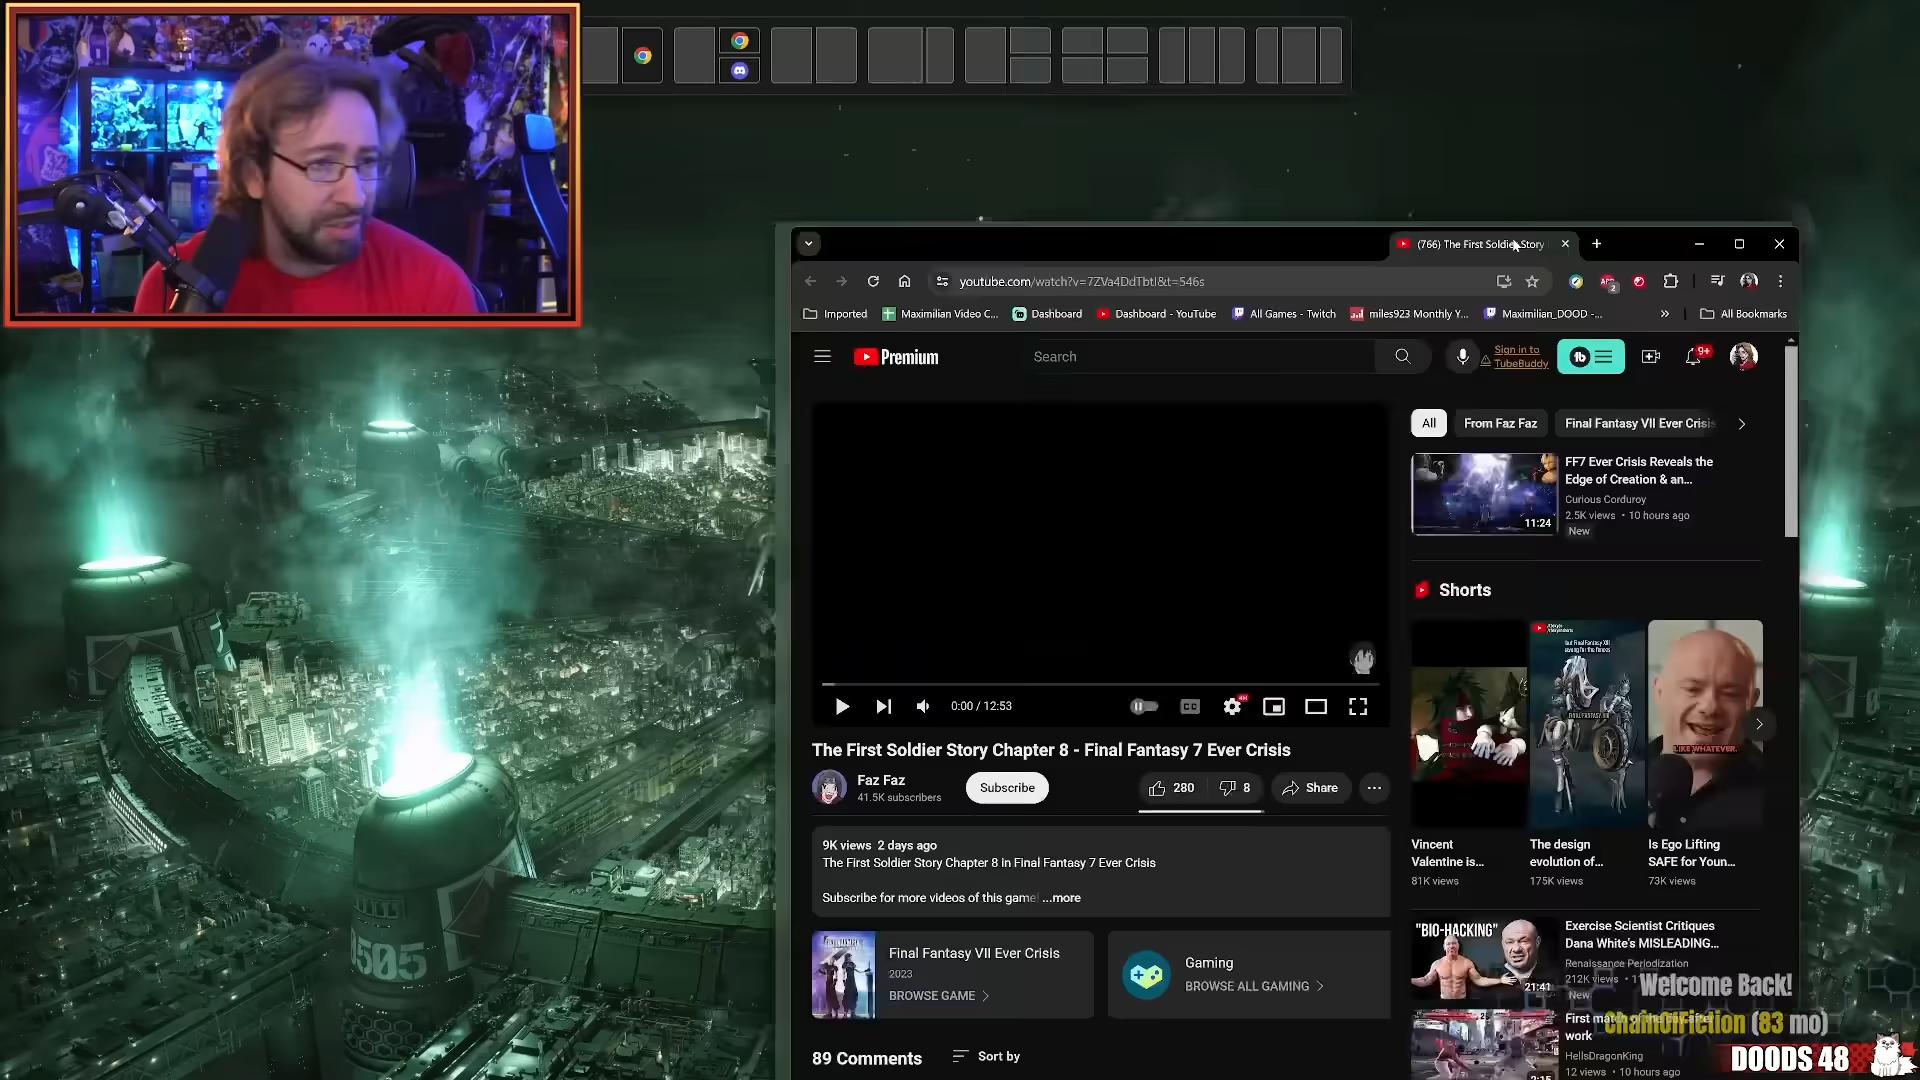 (766) The First Soldier Story
youtube.com/watch?v=7ZVa4DdTbtI&t=546s
2
Imported
Maximilian Video C...
Dashboard
Dashboard - YouTube
All Games - Twitch
miles923 Monthly Y...
Maximilian_DOOD -...
All Bookmarks
Premium
Search
Sign in to
TubeBuddy
9+
All
From Faz Faz
Final Fantasy VII Ever Crisis
FF7 Ever Crisis Reveals the
Edge of Creation & an...
Curious Corduroy
2.5K views • 10 hours ago
New
11:24
Shorts
LIKE WHATEVER.
Vincent
Valentine is...
81K views
The design
evolution of...
175K views
Is Ego Lifting
SAFE for Youn...
73K views
0:00 / 12:53
CC
The First Soldier Story Chapter 8 - Final Fantasy 7 Ever Crisis
Faz Faz
41.5K subscribers
Subscribe
280
8
Share
9K views 2 days ago
The First Soldier Story Chapter 8 in Final Fantasy 7 Ever Crisis
Subscribe for more videos of this game ...more
Final Fantasy VII Ever Crisis
2023
BROWSE GAME
Gaming
BROWSE ALL GAMING
89 Comments
Sort by
"BIO-HACKING"
21:41
Exercise Scientist Critiques
Dana White's MISLEADING...
Renaissance Periodization
212K views
New
First
work
HellsDragonKing
12 views • 10 hours ago
2:15
Welcome Back!
ChainOfFiction (83 mo)
DOODS 48
505